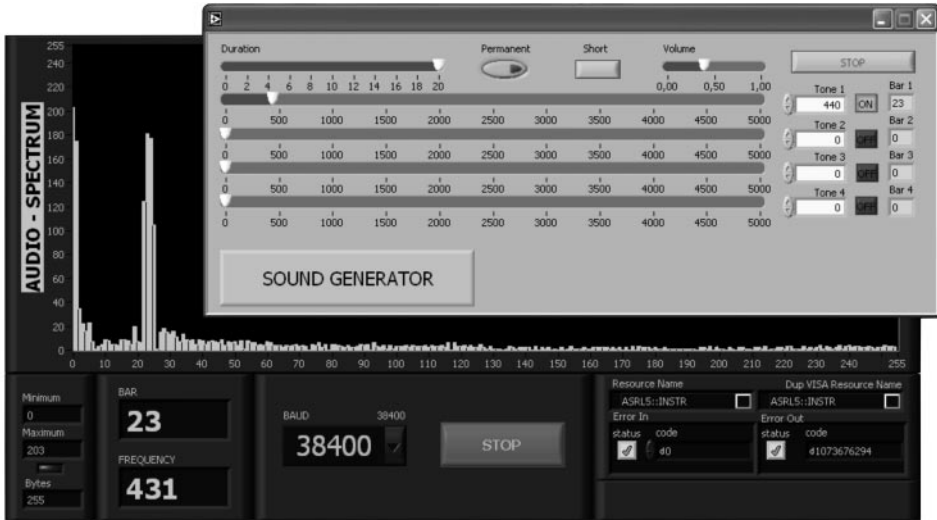 Duration Permanent Short Volume
STOP
0 2 4 6 8 10 12 14 16 18 20 0,00 0,50 1,00
Tone 1 Bar 1
440 ON 23
0 500 1000 1500 2000 2500 3000 3500 4000 4500 5000
Tone 2 Bar 2
0 OFF 0
0 500 1000 1500 2000 2500 3000 3500 4000 4500 5000
Tone 3 Bar 3
0 OFF 0
0 500 1000 1500 2000 2500 3000 3500 4000 4500 5000
Tone 4 Bar 4
0 OFF 0
0 500 1000 1500 2000 2500 3000 3500 4000 4500 5000
SOUND GENERATOR
AUDIO - SPECTRUM
255
240
220
200
180
160
140
120
100
80
60
40
20
0
0 10 20 30 40 50 60 70 80 90 100 110 120 130 140 150 160 170 180 190 200 210 220 230 240 255
Minimum
0
Maximum
203
Bytes
255
BAR
23
FREQUENCY
431
BAUD 38400
38400
STOP
Resource Name Dup VISA Resource Name
ASRL5::INSTR ASRL5::INSTR
Error In Error Out
status code status code
d0 d1073676294